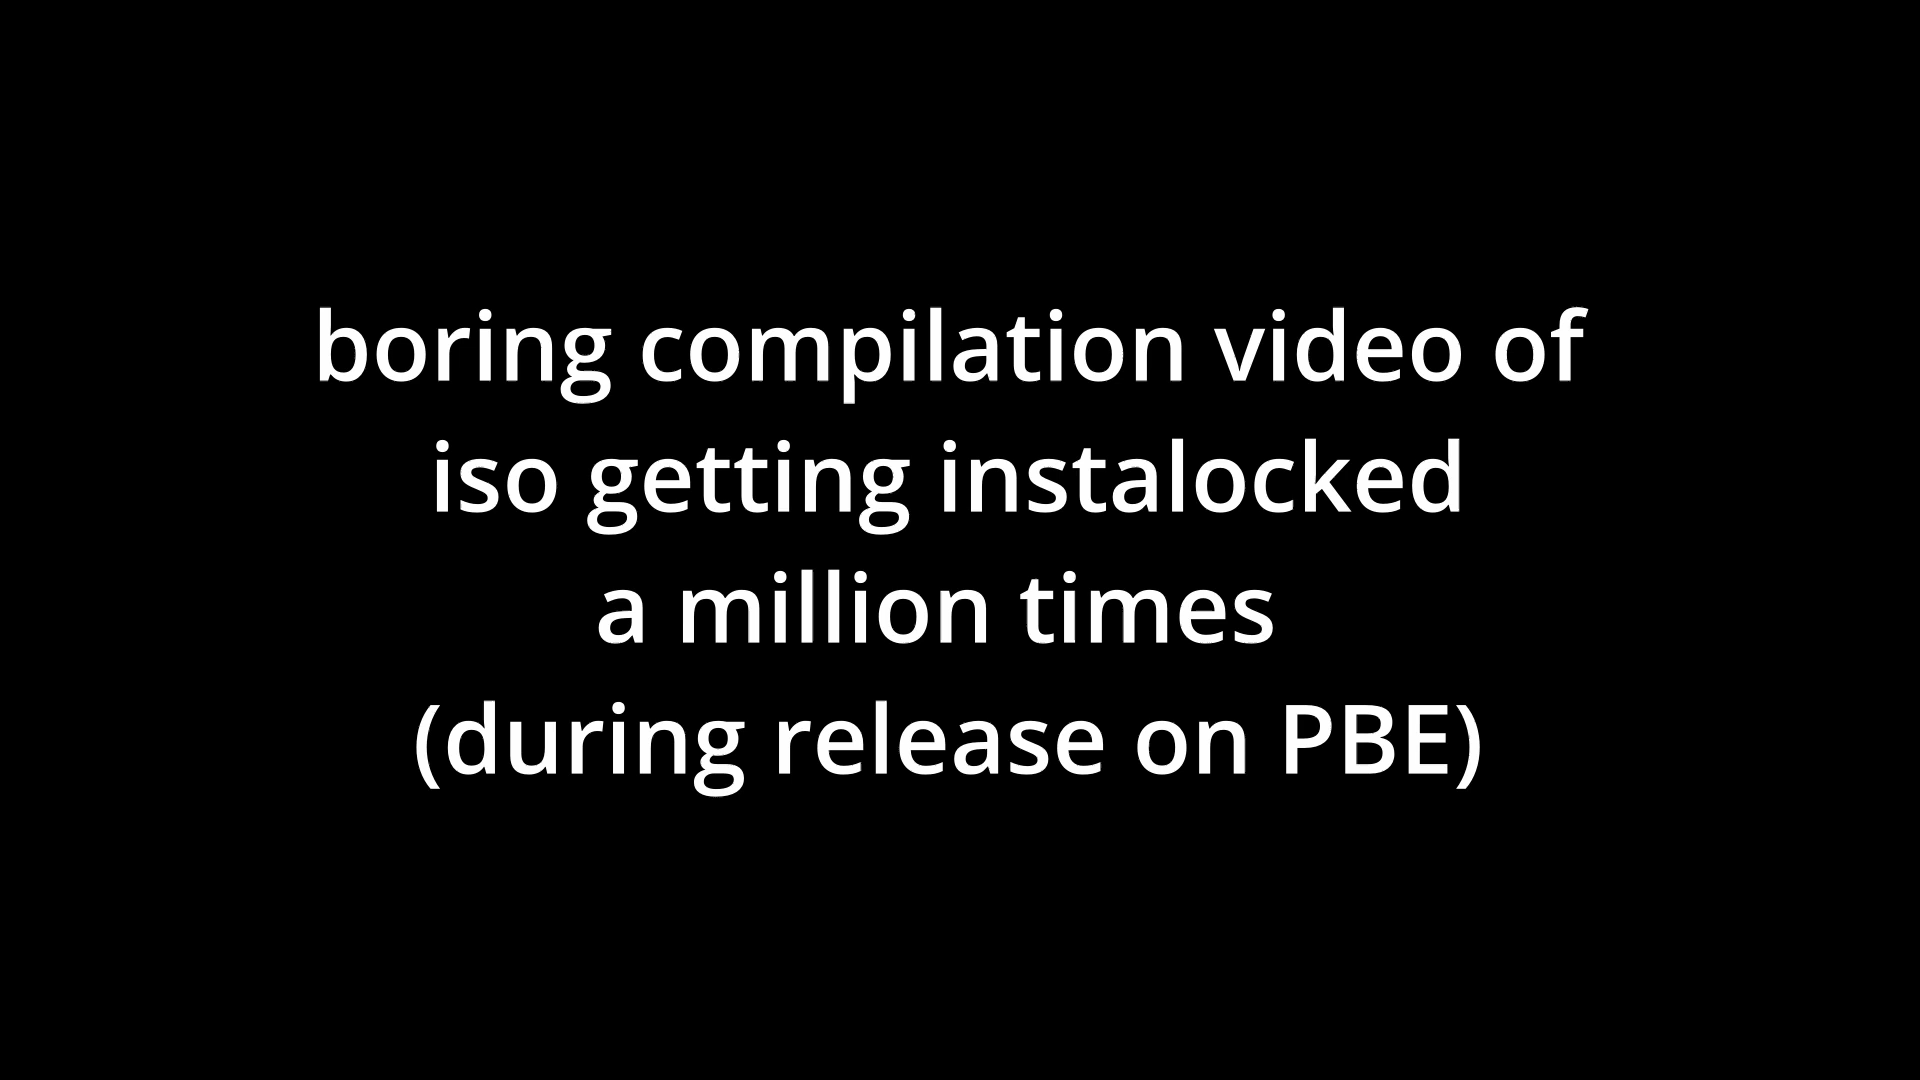 boring compilation video of
iso getting instalocked
a million times
(during release on PBE)